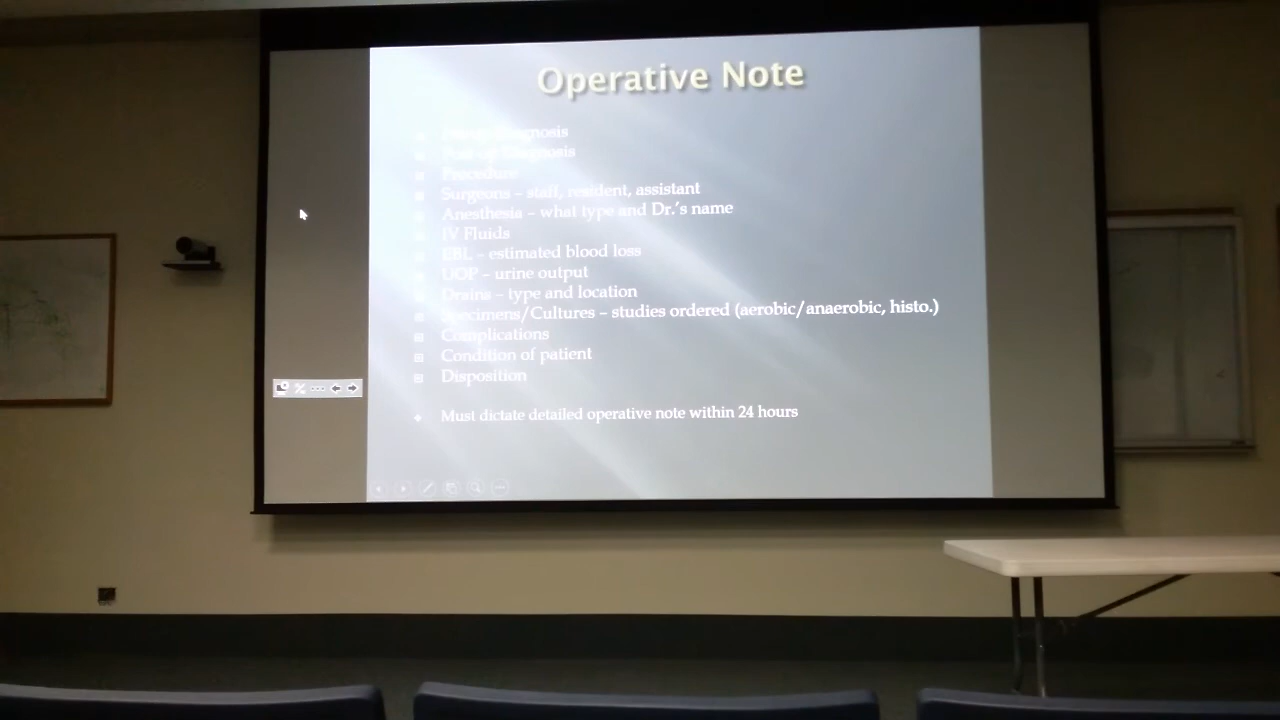 Operative Note
Diagnosis
Post-op Diagnosis
Procedure
Surgeons – staff, resident, assistant
Anesthesia – what type and Dr.'s name
IV Fluids
EBL – estimated blood loss
UOP – urine output
Drains – type and location
Specimens/Cultures – studies ordered (aerobic/anaerobic, histo.)
Complications
Condition of patient
Disposition
Must dictate detailed operative note within 24 hours